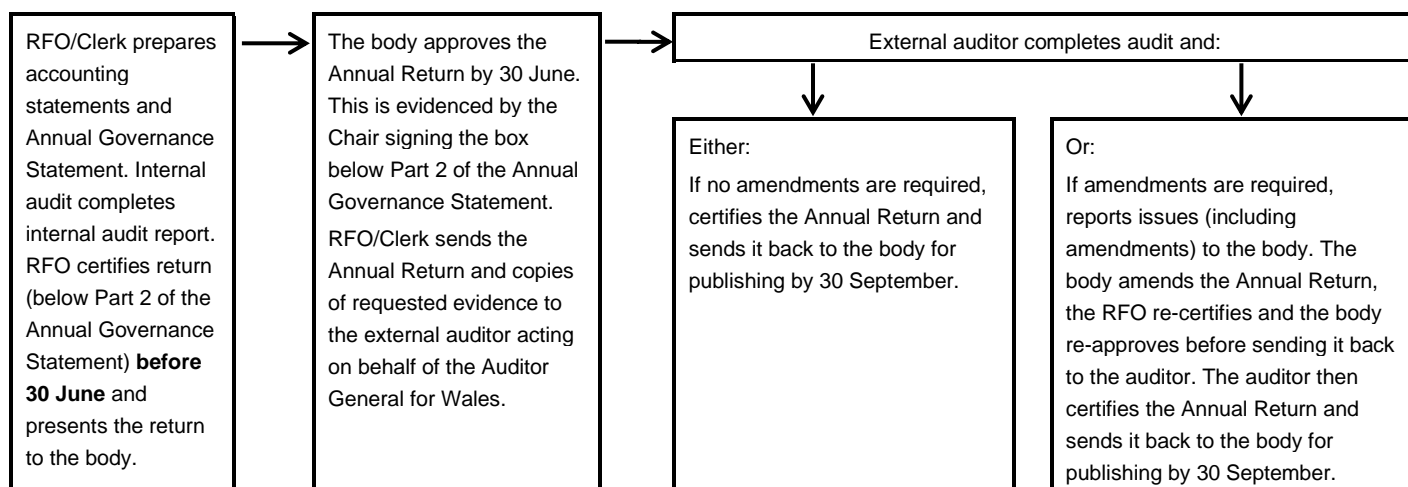 RFO/Clerk prepares
accounting
statements and
Annual Governance
Statement. Internal
audit completes
internal audit report.
RFO certifies return
(below Part 2 of the
Annual Governance
Statement) before
30 June and
presents the return
to the body.
The body approves the
Annual Return by 30 June.
This is evidenced by the
Chair signing the box
below Part 2 of the Annual
Governance Statement.
RFO/Clerk sends the
Annual Return and copies
of requested evidence to
the external auditor acting
on behalf of the Auditor
General for Wales.
External auditor completes audit and:
Either:
If no amendments are required,
certifies the Annual Return and
sends it back to the body for
publishing by 30 September.
Or:
If amendments are required,
reports issues (including
amendments) to the body. The
body amends the Annual Return,
the RFO re-certifies and the body
re-approves before sending it back
to the auditor. The auditor then
certifies the Annual Return and
sends it back to the body for
publishing by 30 September.